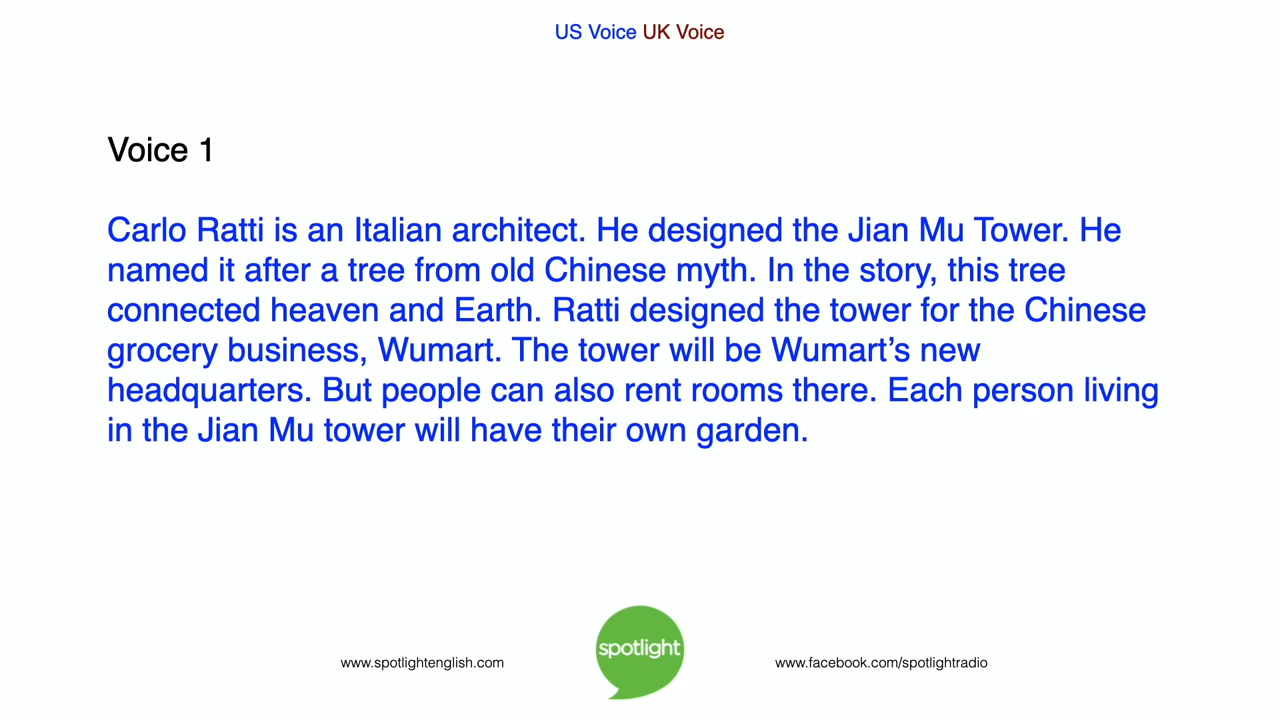 US Voice UK Voice
Voice 1
Carlo Ratti is an Italian architect. He designed the Jian Mu Tower. He
named it after a tree from old Chinese myth. In the story, this tree
connected heaven and Earth. Ratti designed the tower for the Chinese
grocery business, Wumart. The tower will be Wumart’s new
headquarters. But people can also rent rooms there. Each person living
in the Jian Mu tower will have their own garden.
spotlight
www.spotlightenglish.com
www.facebook.com/spotlightradio